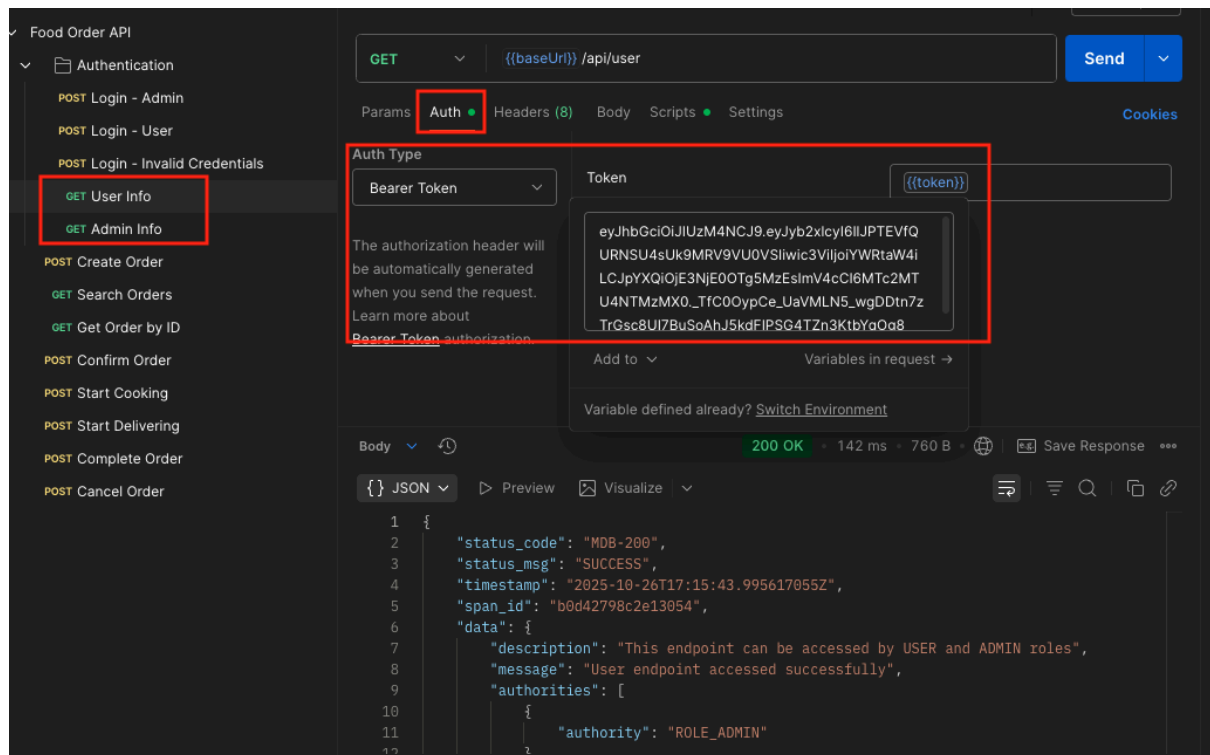 Food Order API
Authentication
POST Login - Admin
POST Login - User
POST Login - Invalid Credentials
GET User Info
GET Admin Info
POST Create Order
GET Search Orders
GET Get Order by ID
POST Confirm Order
POST Start Cooking
POST Start Delivering
POST Complete Order
POST Cancel Order
GET {{baseUrl}} /api/user
Send
Params Auth Headers (8) Body Scripts Settings
Cookies
Auth Type
Bearer Token
The authorization header will
be automatically generated
when you send the request.
Learn more about
Bearer Token authorization.
Token
{{token}}
eyJhbGciOiJIUzM4NCJ9.eyJyb2xlcyI6IlJPTEVfQ
URNSU4sUk9MRV9VU0VSIiwic3ViIjoiYWRtaW4i
LCJpYXQiOjE3NjE0OTg5MzEsImV4cCI6MTc2MT
U4NTMzMX0._TfC0OypCe_UaVMLN5_wgDDtn7z
TrGsc8UI7BuSoAhJ5kdFIPSG4TZn3KtbYqOq8
Add to
Variables in request →
Variable defined already? Switch Environment
Body
200 OK • 142 ms • 760 B
Save Response
{} JSON
Preview
Visualize
1 {
2 "status_code": "MDB-200",
3 "status_msg": "SUCCESS",
4 "timestamp": "2025-10-26T17:15:43.995617055Z",
5 "span_id": "b0d42798c2e13054",
6 "data": {
7 "description": "This endpoint can be accessed by USER and ADMIN roles",
8 "message": "User endpoint accessed successfully",
9 "authorities": [
10 {
11 "authority": "ROLE_ADMIN"
12 }